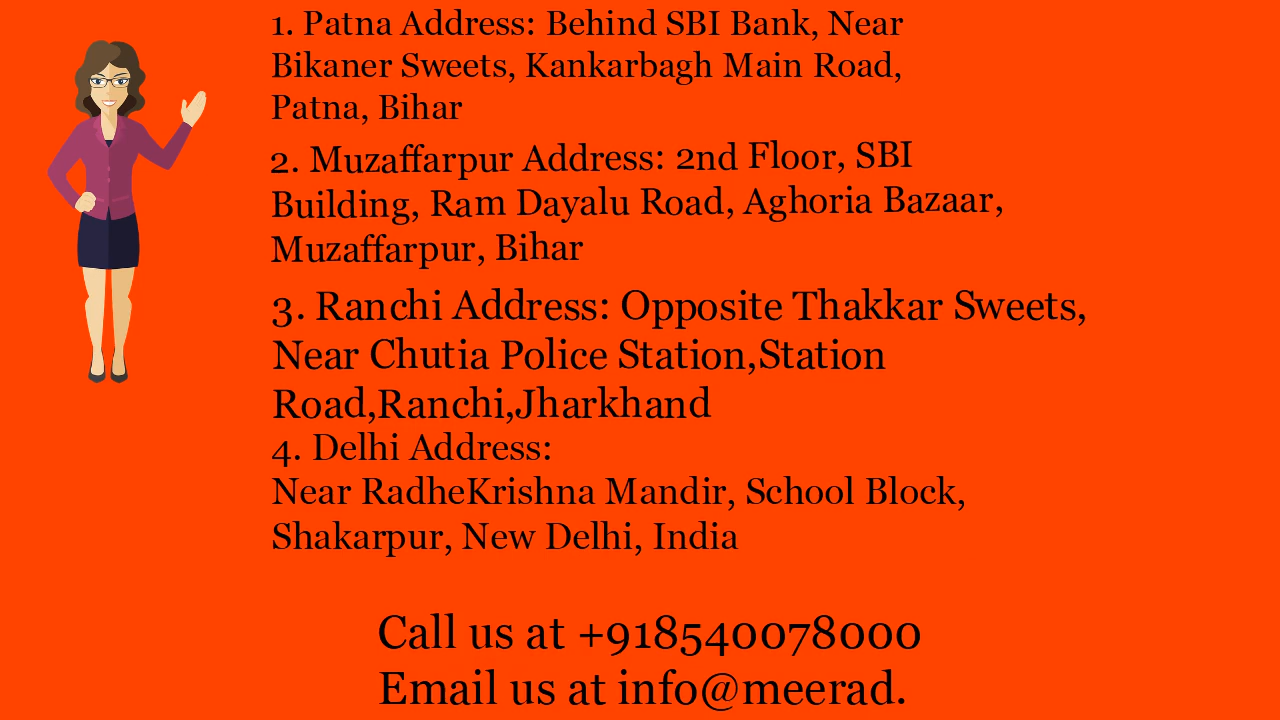 1. Patna Address: Behind SBI Bank, Near
Bikaner Sweets, Kankarbagh Main Road,
Patna, Bihar
2. Muzaffarpur Address: 2nd Floor, SBI
Building, Ram Dayalu Road, Aghoria Bazaar,
Muzaffarpur, Bihar
3. Ranchi Address: Opposite Thakkar Sweets,
Near Chutia Police Station,Station
Road,Ranchi,Jharkhand
4. Delhi Address:
Near RadheKrishna Mandir, School Block,
Shakarpur, New Delhi, India
Call us at +918540078000
Email us at info@meerad.